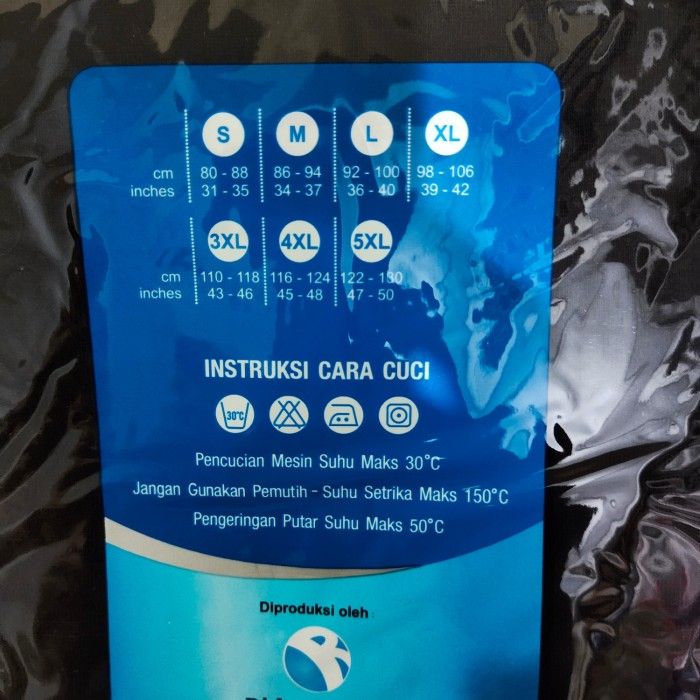 S M L XL
cm 80 - 88 86 - 94 92 - 100 98 - 106
inches 31 - 35 34 - 37 36 - 40 39 - 42
3XL 4XL 5XL
cm 110 - 118 116 - 124 122 - 130
inches 43 - 46 45 - 48 47 - 50
INSTRUKSI CARA CUCI
30°C
Pencucian Mesin Suhu Maks 30°C
Jangan Gunakan Pemutih - Suhu Setrika Maks 150°C
Pengeringan Putar Suhu Maks 50°C
Diproduksi oleh